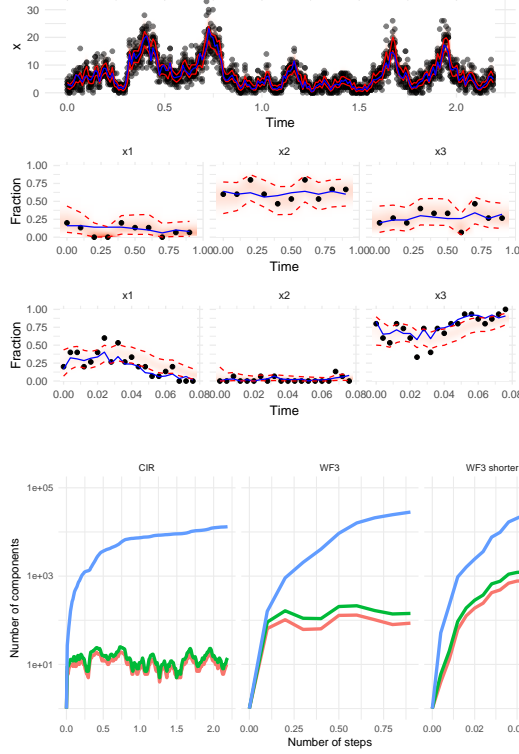 30
20
10
0
x
0.0 0.5 1.0 1.5 2.0
Time
x1 x2 x3
1.00
0.75
0.50
0.25
0.00
Fraction
0.00 0.25 0.50 0.75 1.00 0.00 0.25 0.50 0.75 1.00 0.00 0.25 0.50 0.75 1.00
Time
x1 x2 x3
1.00
0.75
0.50
0.25
0.00
Fraction
0.00 0.02 0.04 0.06 0.08 0.00 0.02 0.04 0.06 0.08 0.00 0.02 0.04 0.06 0.08
Time
CIR WF3 WF3 shorter
1e+05
1e+03
1e+01
Number of components
0.0 0.5 1.0 1.5 2.0 0.00 0.25 0.50 0.75 0.00 0.02
Number of steps